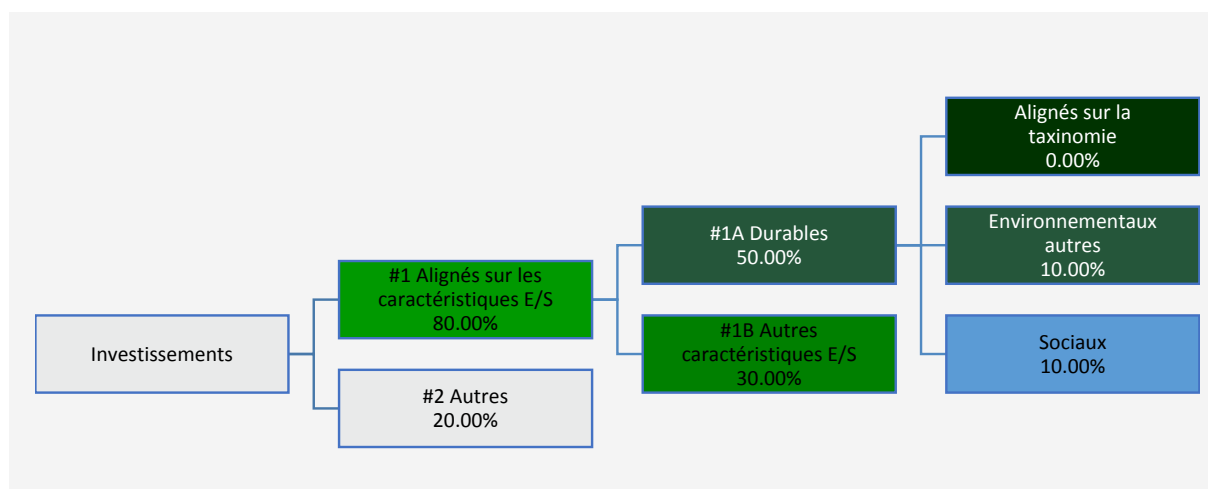 Investissements
#1 Alignés sur les
caractéristiques E/S
80.00%
#2 Autres
20.00%
#1A Durables
50.00%
#1B Autres
caractéristiques E/S
30.00%
Alignés sur la
taxinomie
0.00%
Environnementaux
autres
10.00%
Sociaux
10.00%